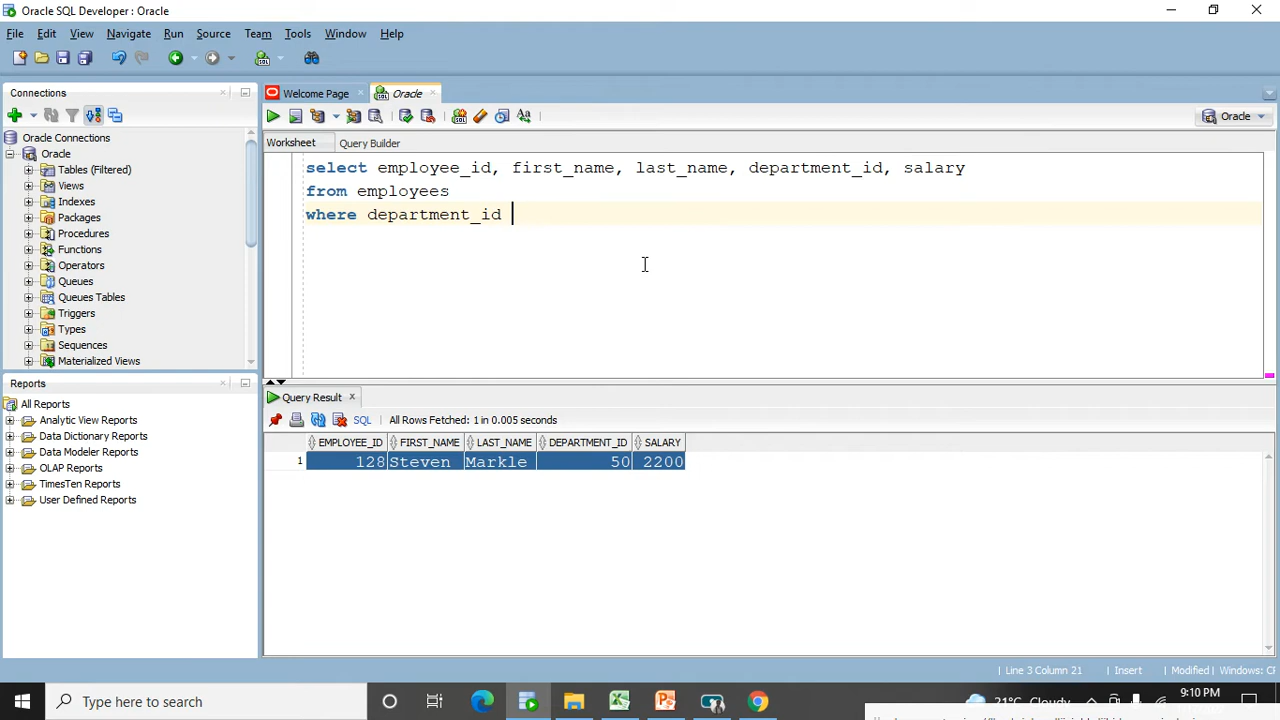 Oracle SQL Developer : Oracle
File Edit View Navigate Run Source Team Tools Window Help
Connections
Welcome Page
Oracle
Oracle
Worksheet
Query Builder
Oracle Connections
Oracle
Tables (Filtered)
Views
Indexes
Packages
Procedures
Functions
Operators
Queues
Queues Tables
Triggers
Types
Sequences
Materialized Views
select employee_id, first_name, last_name, department_id, salary
from employees
where department_id
Reports
All Reports
Analytic View Reports
Data Dictionary Reports
Data Modeler Reports
OLAP Reports
TimesTen Reports
User Defined Reports
Query Result
SQL
All Rows Fetched: 1 in 0.005 seconds
EMPLOYEE_ID FIRST_NAME LAST_NAME DEPARTMENT_ID SALARY
1 128 Steven Markle 50 2200
Line 3 Column 21
Insert
Modified
Windows:
Type here to search
21°C Cloudy
9:10 PM